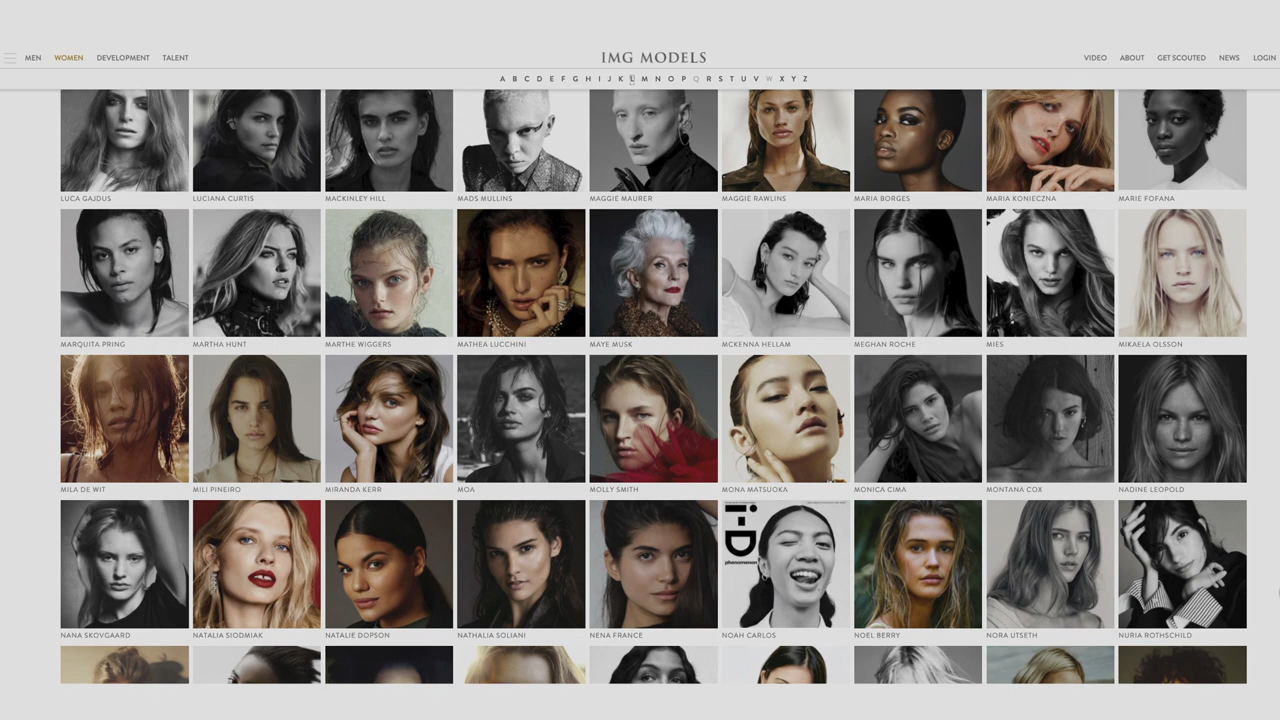 MEN WOMEN DEVELOPMENT TALENT IMG MODELS VIDEO ABOUT GET SCOUTED NEWS LOGIN
A B C D E F G H I J K L M N O P Q R S T U V W X Y Z
LUCA GAJDUS LUCIANA CURTIS MACKINLEY HILL MADS MULLINS MAGGIE MAURER MAGGIE RAWLINS MARIA BORGES MARIA KONIECZNA MARIE FOFANA
MARQUITA PRING MARTHA HUNT MARTHE WIGGERS MATHEA LUCCHINI MAYE MUSK MCKENNA HELLAM MEGHAN ROCHE MIES MIKAELA OLSSON
MILA DE WIT MILI PINEIRO MIRANDA KERR MOA MOLLY SMITH MONA MATSUOKA MONICA CIMA MONTANA COX NADINE LEOPOLD
i-D
phenomenon
NANA SKOVGAARD NATALIA SIODMIAK NATALIE DOPSON NATHALIA SOLIANI NENA FRANCE NOAH CARLOS NOEL BERRY NORA UTSETH NURIA ROTHSCHILD